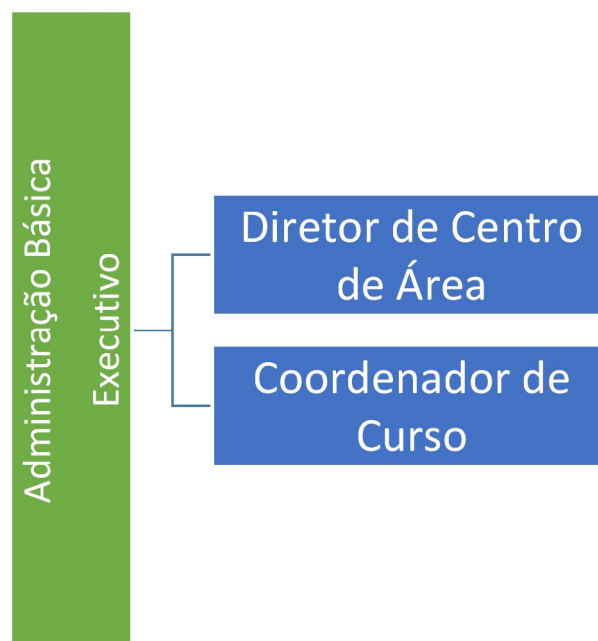 Administração Básica
Executivo
Diretor de Centro
de Área
Coordenador de
Curso